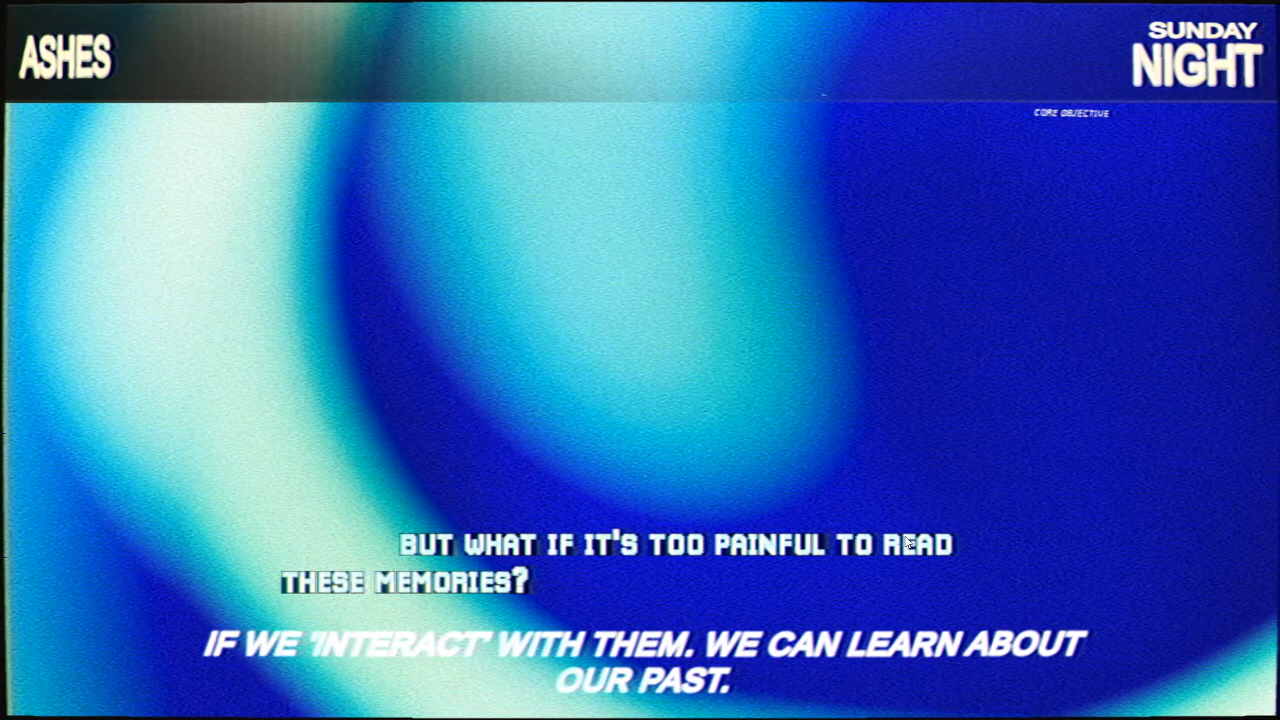 ASHES
SUNDAY
NIGHT
CORE OBJECTIVE
BUT WHAT IF IT'S TOO PAINFUL TO READ
THESE MEMORIES?
IF WE 'INTERACT' WITH THEM. WE CAN LEARN ABOUT
OUR PAST.